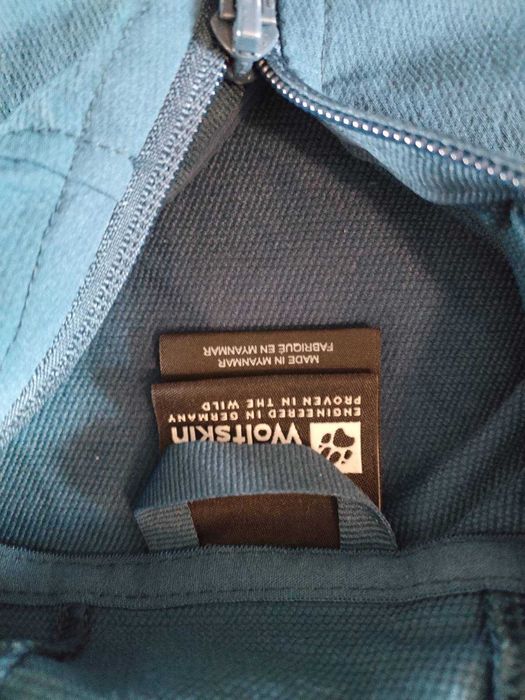 Wolfskin
ENGINEERED IN GERMANY
PROVEN IN THE WILD
MADE IN MYANMAR
FABRIQUÉ EN MYANMAR